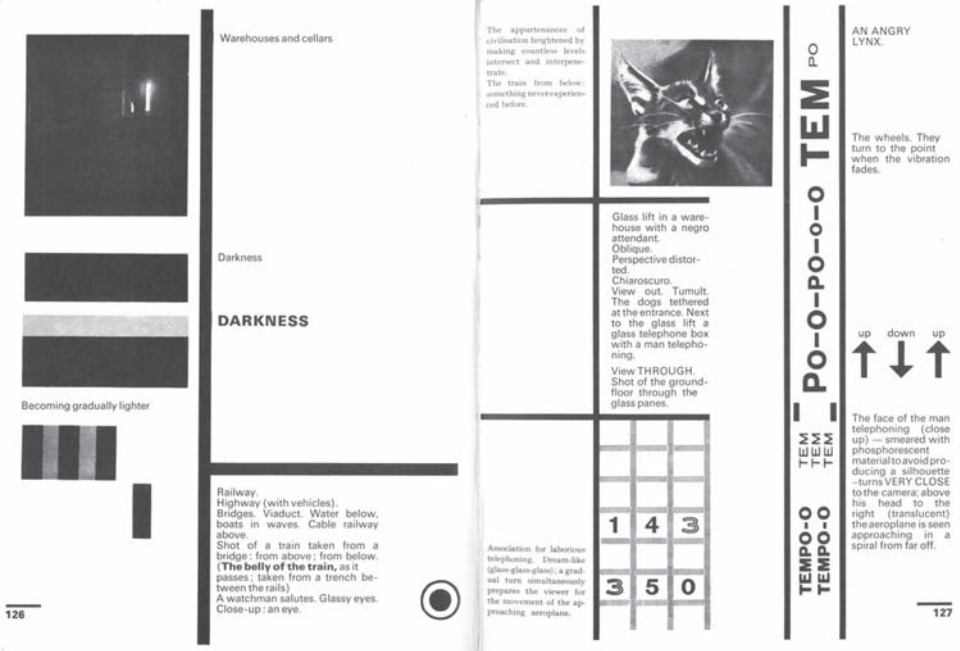 Warehouses and cellars
Darkness
DARKNESS
Becoming gradually lighter
Railway.
Highway (with vehicles).
Bridges. Viaduct. Water below,
boats in waves. Cable railway
above.
Shot of a train taken from a
bridge: from above; from below.
(The belly of the train, as it
passes; taken from a trench be-
tween the rails)
A watchman salutes. Glassy eyes.
Close-up: an eye.
126
The appurtenances of
civilisation heightened by
making countless levels
intersect and interpene-
trate.
The train from below:
something never experien-
ced before.
Glass lift in a ware-
house with a negro
attendant.
Oblique.
Perspective distor-
ted.
Chiaroscuro.
View out. Tumult.
The dogs tethered
at the entrance. Next
to the glass lift a
glass telephone box
with a man telepho-
ning.
View THROUGH.
Shot of the ground-
floor through the
glass panes.
1 4 3
3 5 0
Association for laborious
telephoning. Dream-like
(glass-glass-glass); a grad-
ual turn simultaneously
prepares the viewer for
the movement of the ap-
proaching aeroplane.
TEMPO-O
TEMPO-O
TEM
TEM
TEM
Po-O-PO-o-o-O
TEM
PO
AN ANGRY
LYNX.
The wheels. They
turn to the point
when the vibration
fades.
up down up
The face of the man
telephoning (close
up) — smeared with
phosphorescent
material to avoid pro-
ducing a silhouette
-turns VERY CLOSE
to the camera; above
his head to the
right (translucent)
the aeroplane is seen
approaching in a
spiral from far off.
127